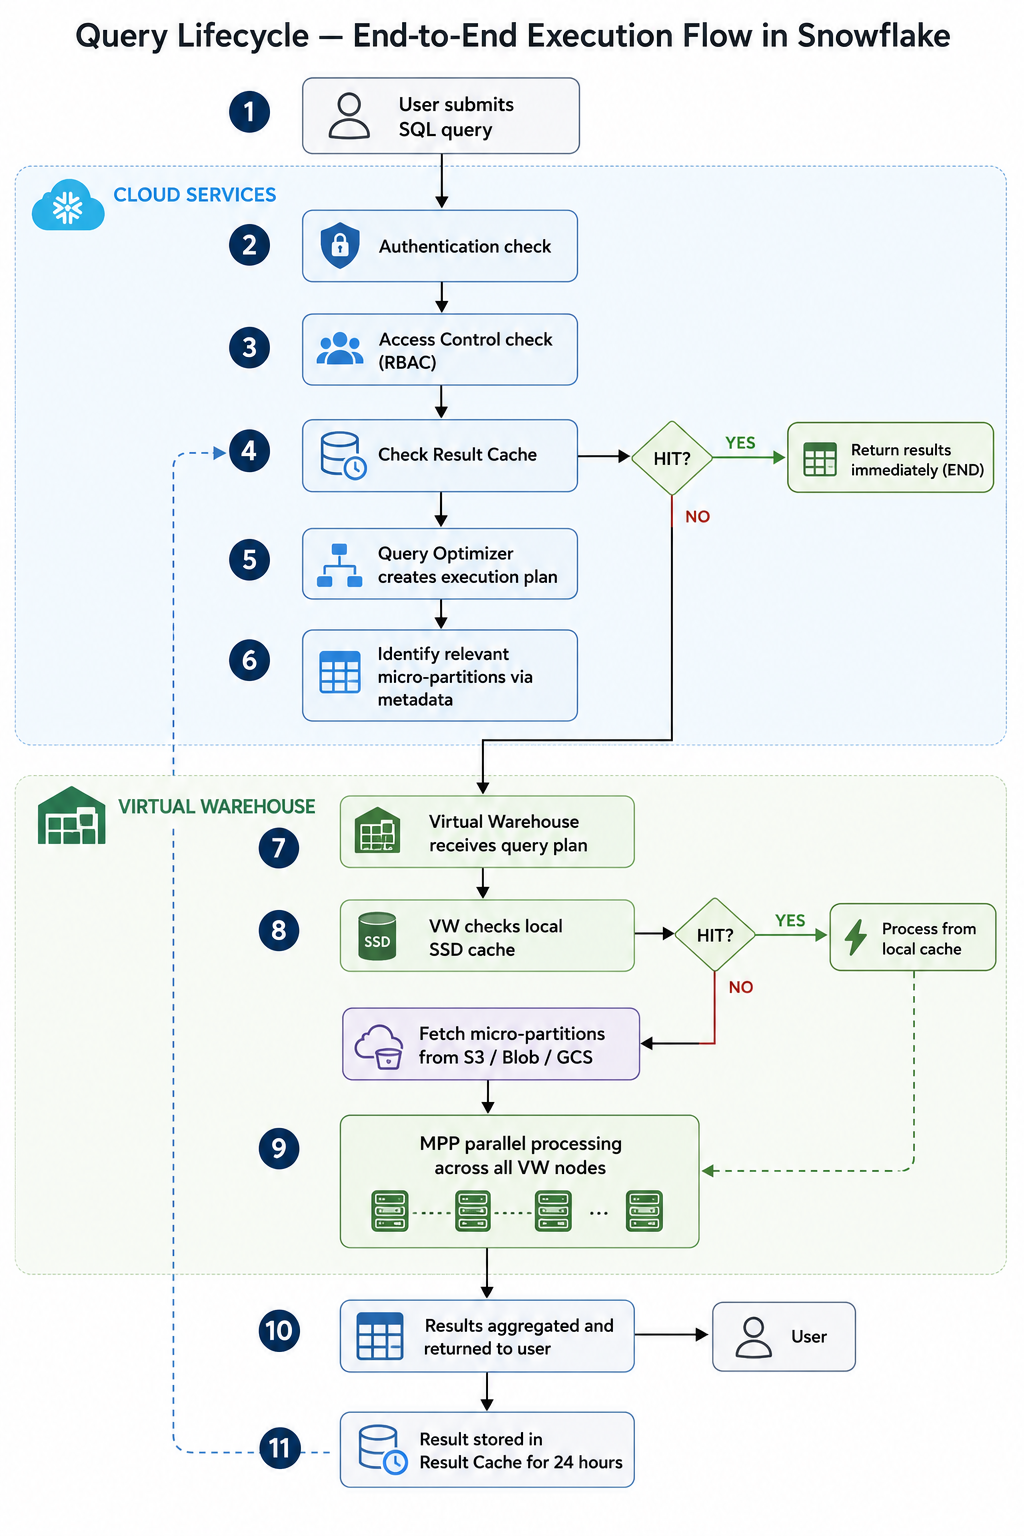 Query Lifecycle — End-to-End Execution Flow in Snowflake
1
User submits
SQL query
CLOUD SERVICES
2
Authentication check
3
Access Control check
(RBAC)
4
Check Result Cache
HIT?
YES
Return results
immediately (END)
NO
5
Query Optimizer
creates execution plan
6
Identify relevant
micro-partitions via
metadata
VIRTUAL WAREHOUSE
7
Virtual Warehouse
receives query plan
8
SSD
VW checks local
SSD cache
HIT?
YES
Process from
local cache
NO
Fetch micro-partitions
from S3 / Blob / GCS
9
MPP parallel processing
across all VW nodes
...
10
Results aggregated and
returned to user
User
11
Result stored in
Result Cache for 24 hours